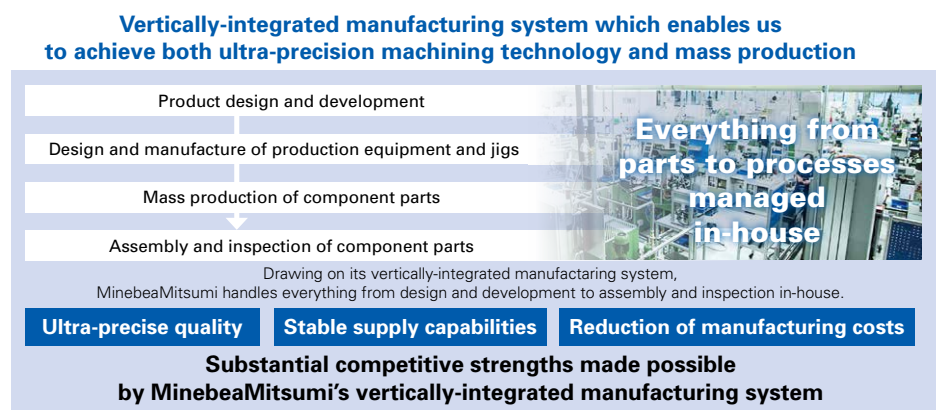 Vertically-integrated manufacturing system which enables us
to achieve both ultra-precision machining technology and mass production
Product design and development
Design and manufacture of production equipment and jigs
Mass production of component parts
Assembly and inspection of component parts
Everything from
parts to processes
managed
in-house
Drawing on its vertically-integrated manufactaring system,
MinebeaMitsumi handles everything from design and development to assembly and inspection in-house.
Ultra-precise quality
Stable supply capabilities
Reduction of manufacturing costs
Substantial competitive strengths made possible
by MinebeaMitsumi’s vertically-integrated manufacturing system